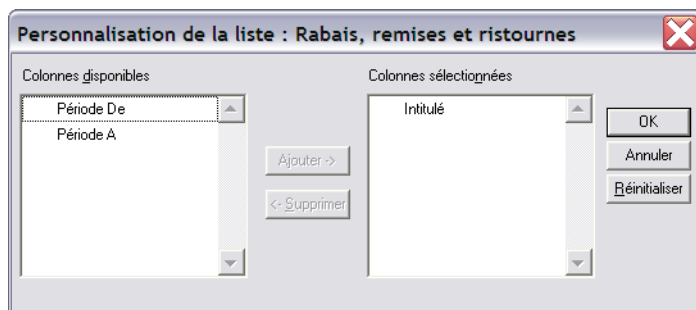 Personnalisation de la liste : Rabais, remises et ristournes
Colonnes disponibles
Colonnes sélectionnées
Période De
Période A
Intitulé
Ajouter ->
<- Supprimer
OK
Annuler
Réinitialiser